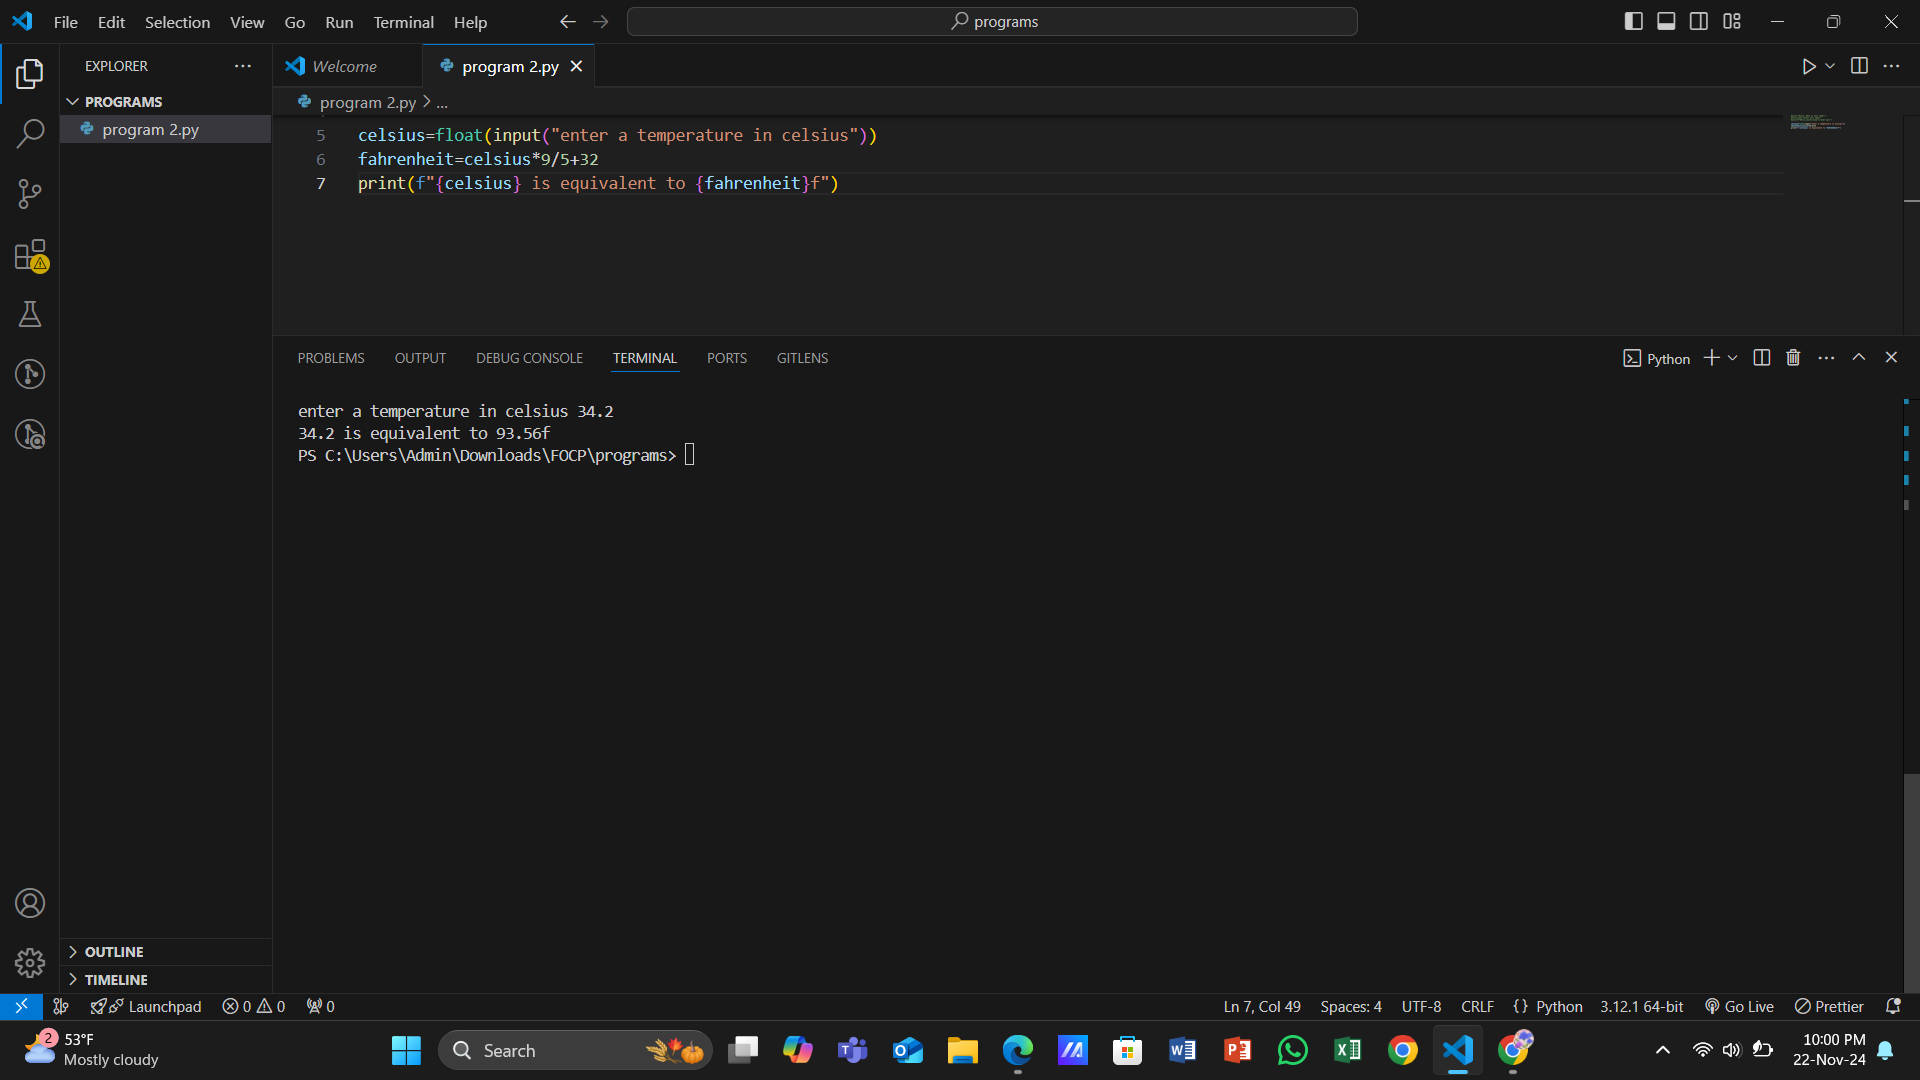 File Edit Selection View Go Run Terminal Help
programs
EXPLORER
Welcome
program 2.py
PROGRAMS
program 2.py
program 2.py > ...
5 celsius=float(input("enter a temperature in celsius"))
6 fahrenheit=celsius*9/5+32
7 print(f"{celsius} is equivalent to {fahrenheit}f")
PROBLEMS OUTPUT DEBUG CONSOLE TERMINAL PORTS GITLENS
Python
enter a temperature in celsius 34.2
34.2 is equivalent to 93.56f
PS C:\Users\Admin\Downloads\FOCP\programs>
OUTLINE
TIMELINE
Launchpad 0 0 0 Ln 7, Col 49 Spaces: 4 UTF-8 CRLF {} Python 3.12.1 64-bit Go Live Prettier
2
53°F
Mostly cloudy
Search
10:00 PM
22-Nov-24